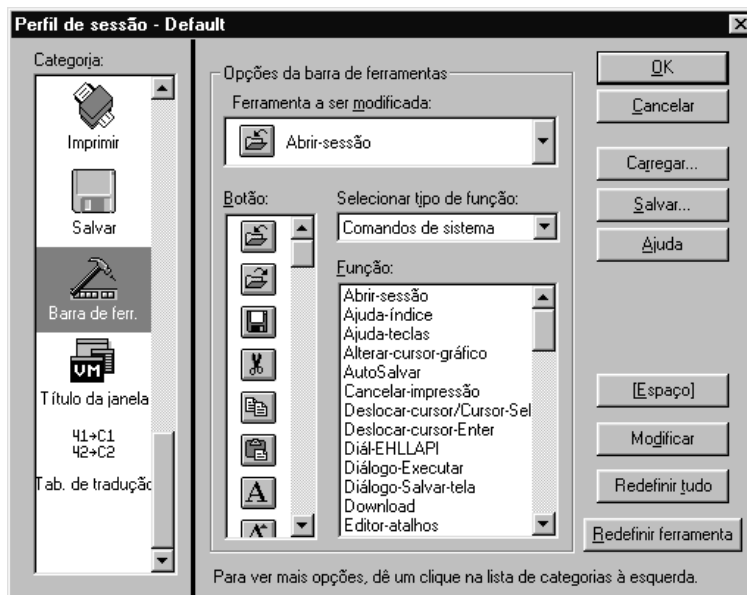 Perfil de sessão - Default
Categoria:
Imprimir
Salvar
Barra de ferr.
VM
Título da janela
41→C1
42→C2
Tab. de tradução
Opções da barra de ferramentas
Ferramenta a ser modificada:
Abrir-sessão
Botão:
A
A
Selecionar tipo de função:
Comandos de sistema
Função:
Abrir-sessão
Ajuda-índice
Ajuda-teclas
Alterar-cursor-gráfico
AutoSalvar
Cancelar-impressão
Deslocar-cursor/Cursor-Sel
Deslocar-cursor-Enter
Diál-EHLLAPI
Diálogo-Executar
Diálogo-Salvar-tela
Download
Editor-atalhos
OK
Cancelar
Carregar...
Salvar...
Ajuda
[Espaço]
Modificar
Redefinir tudo
Redefinir ferramenta
Para ver mais opções, dê um clique na lista de categorias à esquerda.